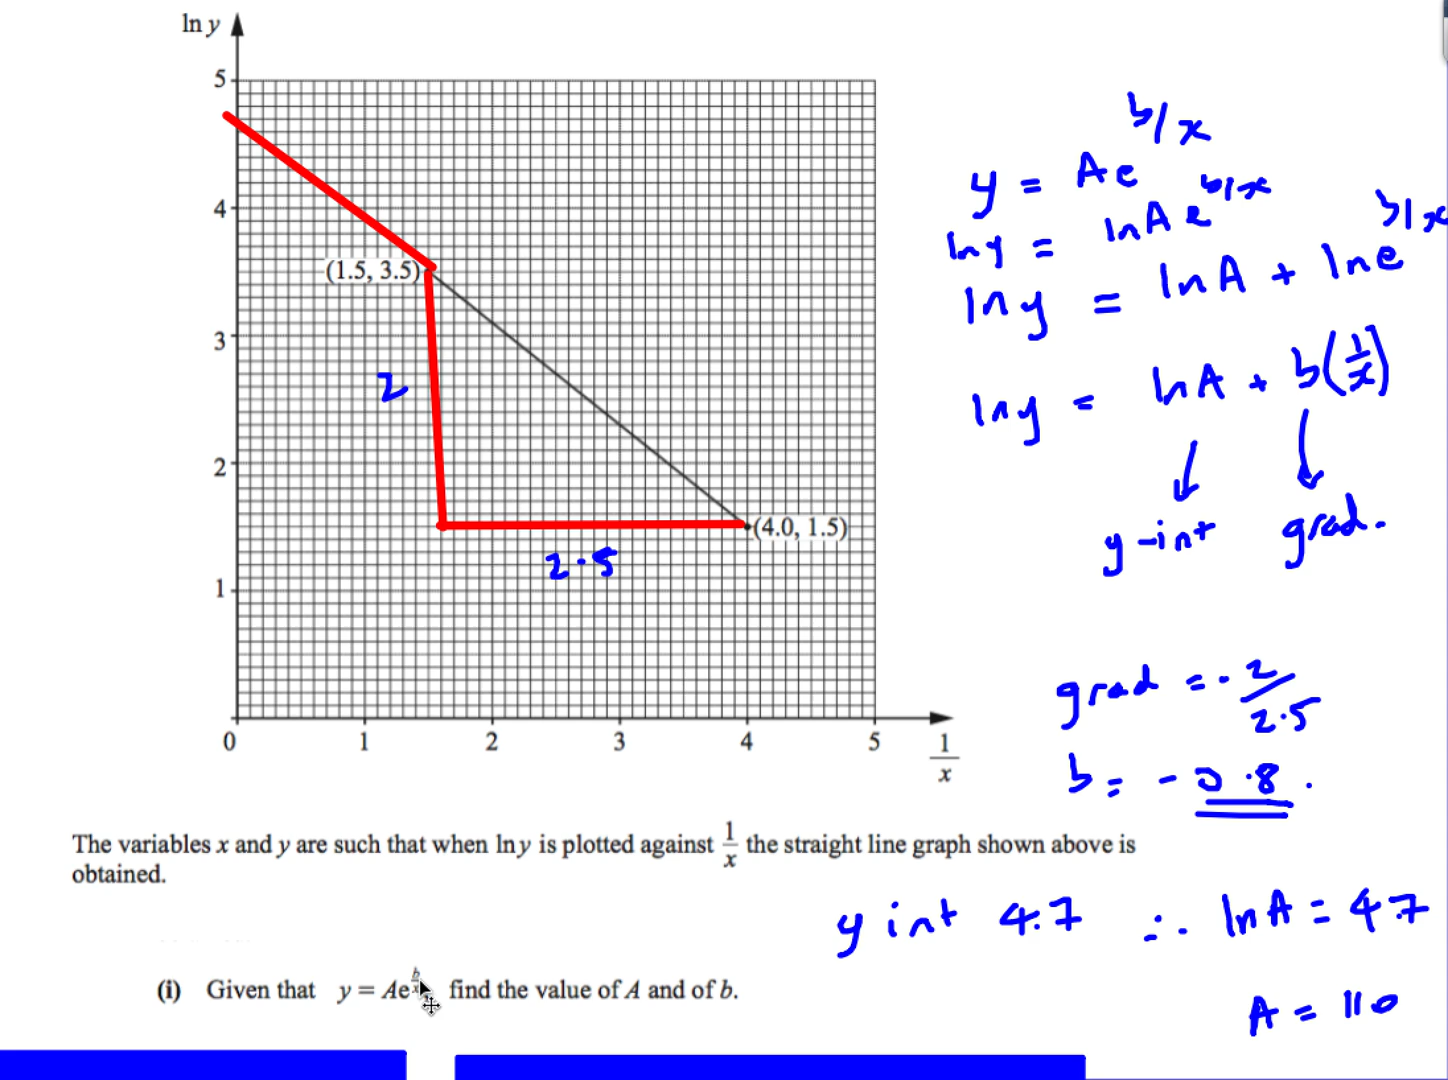 ln y
5
4
3
2
1
0 1 2 3 4 5
1
x
(1.5, 3.5)
(4.0, 1.5)
2
2.5
y = Ae^b/x
ln y = ln A e^b/x
ln y = ln A + ln e^b/x
ln y = ln A + b(1/x)
y-int grad.
grad = -2/2.5
b = -0.8.
The variables x and y are such that when ln y is plotted against 1/x the straight line graph shown above is
obtained.
y int 4.7 ∴ ln A = 4.7
(i) Given that y = Ae^b/x find the value of A and of b.
A = 110